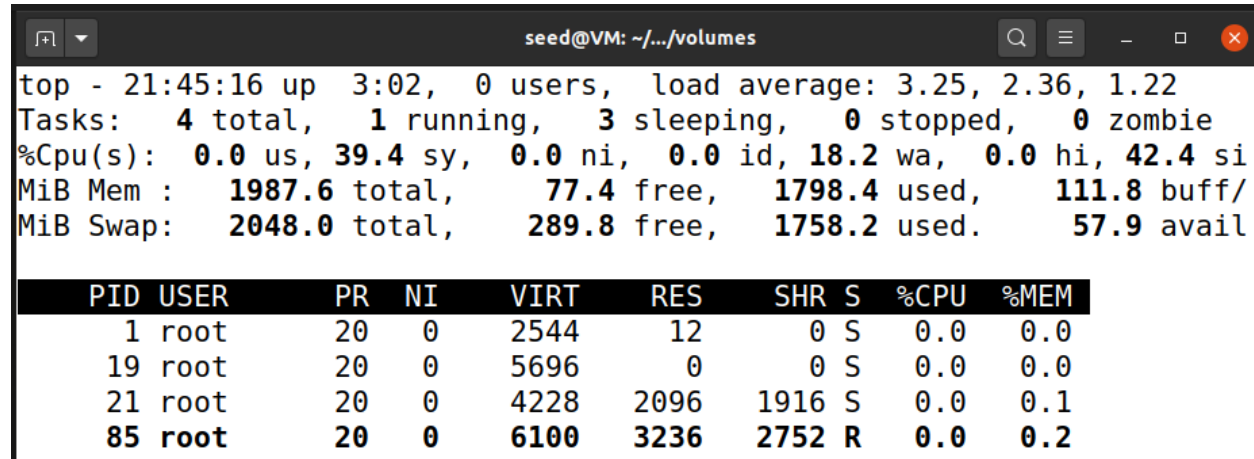 seed@VM: ~/.../volumes
top - 21:45:16 up  3:02,  0 users,  load average: 3.25, 2.36, 1.22
Tasks:   4 total,   1 running,   3 sleeping,   0 stopped,   0 zombie
%Cpu(s):  0.0 us, 39.4 sy,  0.0 ni,  0.0 id, 18.2 wa,  0.0 hi, 42.4 si
MiB Mem :   1987.6 total,     77.4 free,   1798.4 used,    111.8 buff/
MiB Swap:   2048.0 total,    289.8 free,   1758.2 used.     57.9 avail
PID USER      PR  NI    VIRT    RES    SHR S  %CPU  %MEM
1 root      20   0    2544     12      0 S   0.0   0.0
19 root      20   0    5696      0      0 S   0.0   0.0
21 root      20   0    4228   2096   1916 S   0.0   0.1
85 root      20   0    6100   3236   2752 R   0.0   0.2